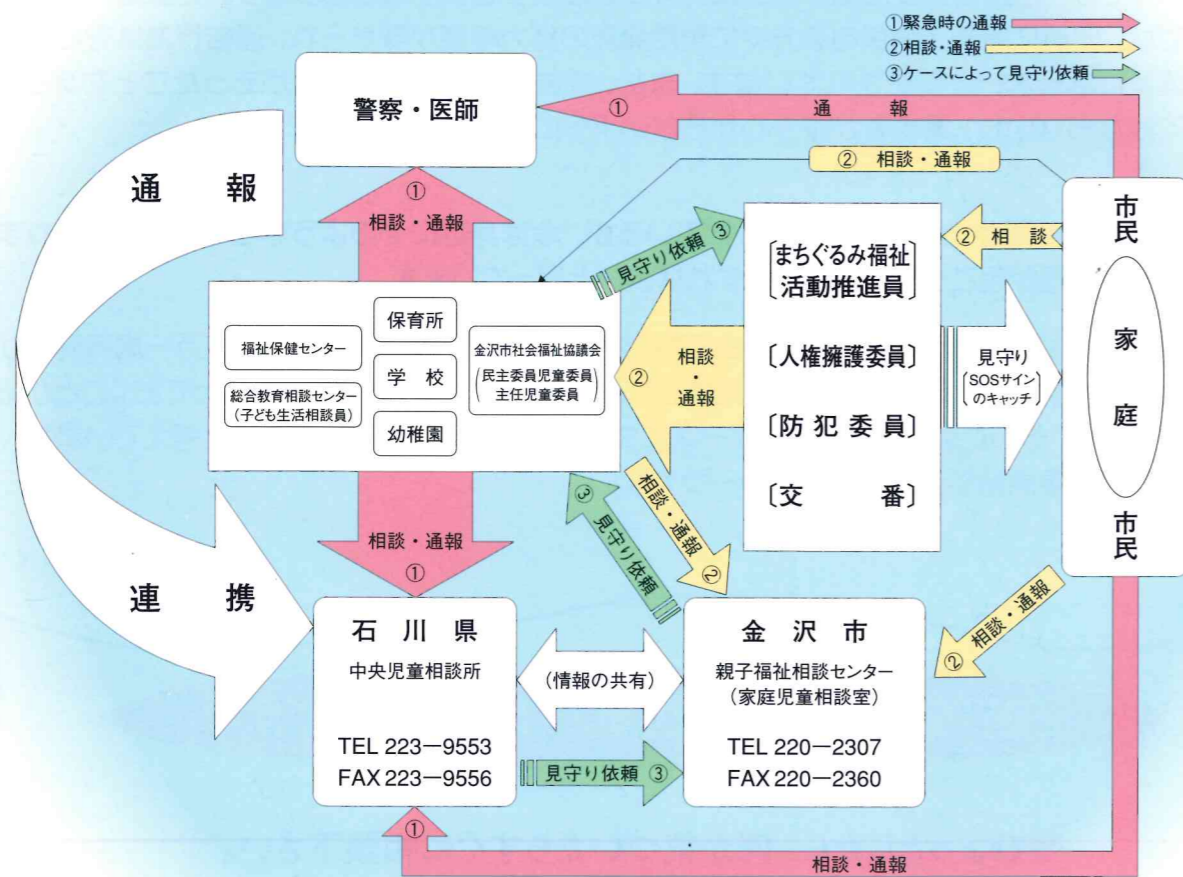 ①緊急時の通報
②相談・通報
③ケースによって見守り依頼
警察・医師
① 通 報
② 相談・通報
通 報
①
相談・通報
見守り依頼 ③
② 相 談
市民
家庭
市民
〔まちぐるみ福祉
活動推進員〕
〔人権擁護委員〕
〔防 犯 委 員〕
〔交 番〕
見守り
〔SOSサイン
のキャッチ〕
福祉保健センター
総合教育相談センター
(子ども生活相談員)
保育所
学 校
幼稚園
金沢市社会福祉協議会
(民主委員児童委員
主任児童委員)
② 相談・通報
相談・通報
①
③ 見守り依頼
相談・通報 ②
② 相談・通報
連 携
石 川 県
中央児童相談所
TEL 223−9553
FAX 223−9556
(情報の共有)
見守り依頼 ③
金 沢 市
親子福祉相談センター
(家庭児童相談室)
TEL 220−2307
FAX 220−2360
①
相談・通報